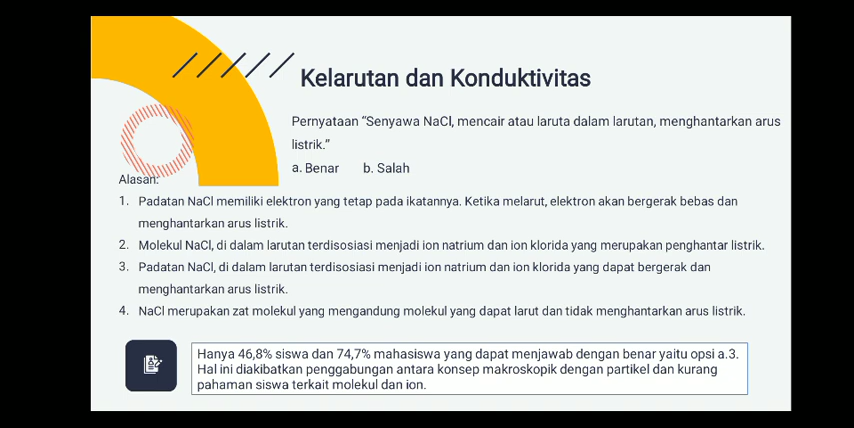 Kelarutan dan Konduktivitas
Pernyataan “Senyawa NaCl, mencair atau laruta dalam larutan, menghantarkan arus
listrik.”
a. Benar b. Salah
Alasan:
1. Padatan NaCl memiliki elektron yang tetap pada ikatannya. Ketika melarut, elektron akan bergerak bebas dan
menghantarkan arus listrik.
2. Molekul NaCl, di dalam larutan terdisosiasi menjadi ion natrium dan ion klorida yang merupakan penghantar listrik.
3. Padatan NaCl, di dalam larutan terdisosiasi menjadi ion natrium dan ion klorida yang dapat bergerak dan
menghantarkan arus listrik.
4. NaCl merupakan zat molekul yang mengandung molekul yang dapat larut dan tidak menghantarkan arus listrik.
Hanya 46,8% siswa dan 74,7% mahasiswa yang dapat menjawab dengan benar yaitu opsi a.3.
Hal ini diakibatkan penggabungan antara konsep makroskopik dengan partikel dan kurang
pahaman siswa terkait molekul dan ion.